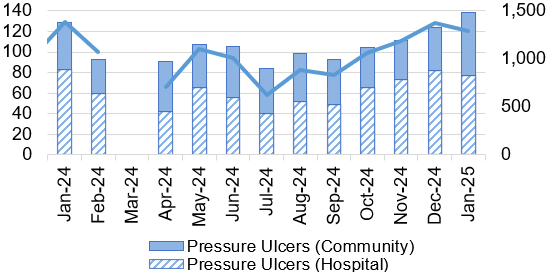 140
120
100
80
60
40
20
0
1,500
1,000
500
0
Jan-24
Feb-24
Mar-24
Apr-24
May-24
Jun-24
Jul-24
Aug-24
Sep-24
Oct-24
Nov-24
Dec-24
Jan-25
Pressure Ulcers (Community)
Pressure Ulcers (Hospital)